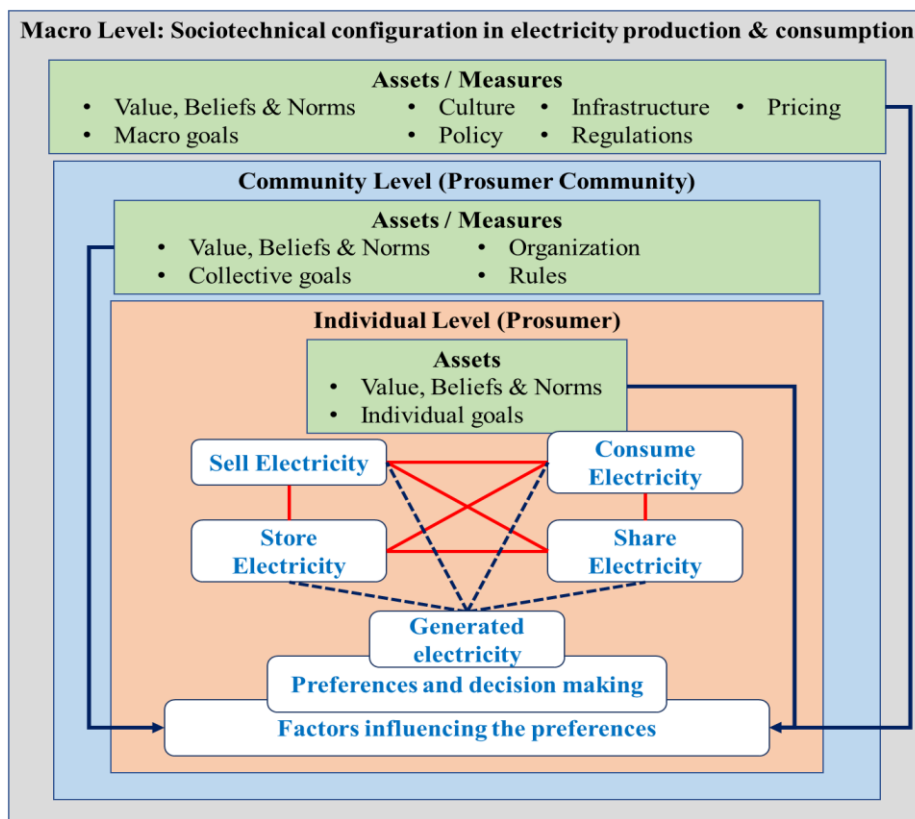 Macro Level: Sociotechnical configuration in electricity production & consumption
Assets / Measures
• Value, Beliefs & Norms • Culture • Infrastructure • Pricing
• Macro goals • Policy • Regulations
Community Level (Prosumer Community)
Assets / Measures
• Value, Beliefs & Norms • Organization
• Collective goals • Rules
Individual Level (Prosumer)
Assets
• Value, Beliefs & Norms
• Individual goals
Sell Electricity
Consume
Electricity
Store
Electricity
Share
Electricity
Generated
electricity
Preferences and decision making
Factors influencing the preferences